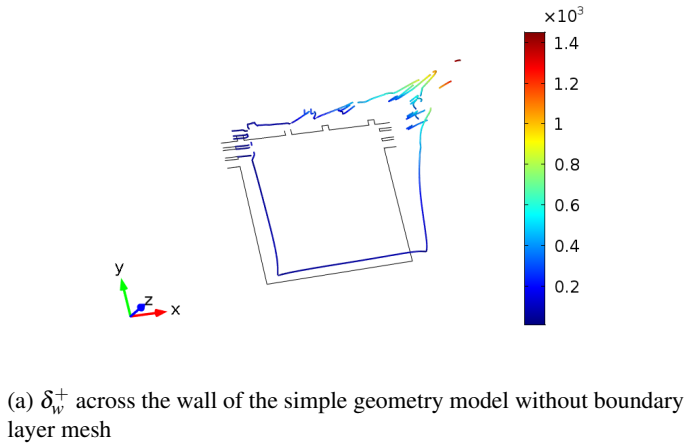 ×10³
1.4
1.2
1
0.8
0.6
0.4
0.2
y
z
x
(a) δ_w^+ across the wall of the simple geometry model without boundary
layer mesh